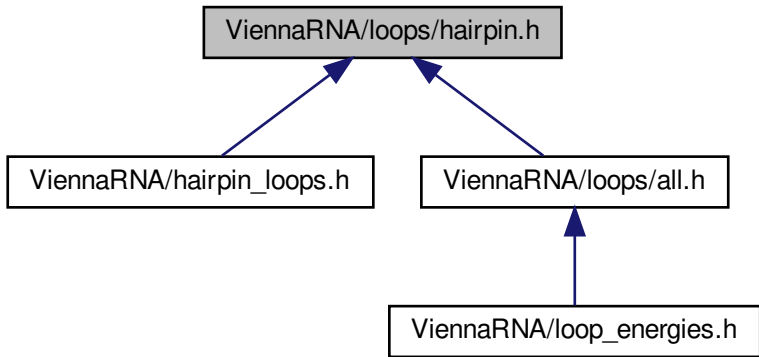 ViennaRNA/loops/hairpin.h
ViennaRNA/hairpin_loops.h
ViennaRNA/loops/all.h
ViennaRNA/loop_energies.h